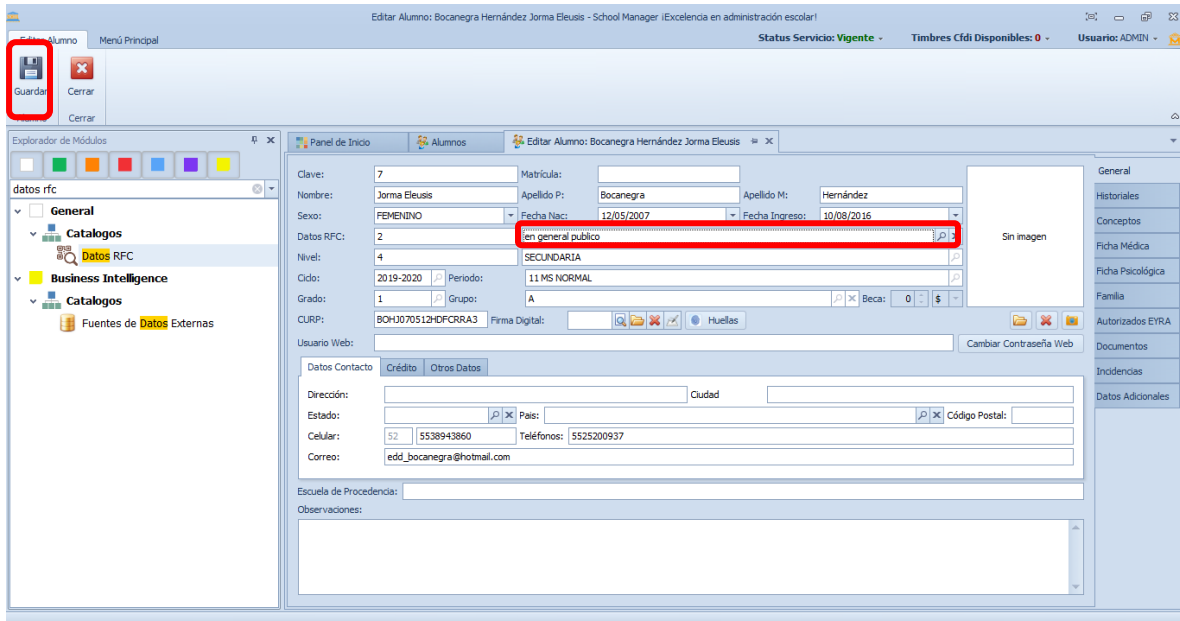 Editar Alumno: Bocanegra Hernández Jorma Eleusis - School Manager ¡Excelencia en administración escolar!
Editar Alumno Menú Principal Status Servicio: Vigente Timbres Cfdi Disponibles: 0 Usuario: ADMIN
Guardar Cerrar
Alumno Cerrar
Explorador de Módulos
Panel de Inicio Alumnos Editar Alumno: Bocanegra Hernández Jorma Eleusis
datos rfc
General
Catalogos
Datos RFC
Business Intelligence
Catalogos
Fuentes de Datos Externas
Clave: 7 Matrícula:
Nombre: Jorma Eleusis Apellido P: Bocanegra Apellido M: Hernández
Sexo: FEMENINO Fecha Nac: 12/05/2007 Fecha Ingreso: 10/08/2016
Datos RFC: 2 en general publico
Sin imagen
Nivel: 4 SECUNDARIA
Ciclo: 2019-2020 Periodo: 11 MS NORMAL
Grado: 1 Grupo: A Beca: 0 $
CURP: BOHJ070512HDFCRRA3 Firma Digital: Huellas
Usuario Web: Cambiar Contraseña Web
Datos Contacto Crédito Otros Datos
Dirección: Ciudad
Estado: Pais: Código Postal:
Celular: 52 5538943860 Teléfonos: 5525200937
Correo: edd_bocanegra@hotmail.com
Escuela de Procedencia:
Observaciones:
General
Historiales
Conceptos
Ficha Médica
Ficha Psicológica
Familia
Autorizados EYRA
Documentos
Incidencias
Datos Adicionales